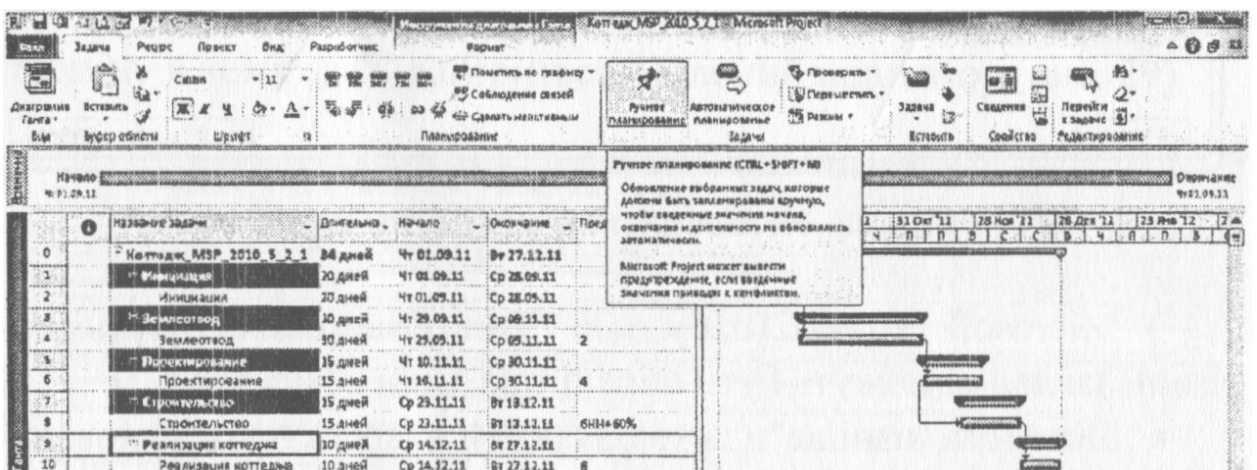 Коттедж_MSP_2010_5_2_1 - Microsoft Project
Файл Задача Ресурс Проект Вид Разработчик Формат
Calibri 11
Пометить по графику
Соблюдение связей
Сделать неактивным
Проверить
Переместить
Режим
Диаграмма Ганта
Вставить
Ж К Ч
Ручное планирование
Автоматическое планирование
Задача
Сведения
Перейти к задаче
Вид Буфер обмена Шрифт Планирование Задачи Вставить Свойства Редактирование
Начало
Чт 01.09.11
Окончание
Ручное планирование (CTRL+SHIFT+M)
Обновление выбранных задач, которые
должны быть запланированы вручную,
чтобы введенные значения начала,
окончания и длительности не обновлялись
автоматически.
Microsoft Project может вывести
предупреждение, если введенные
значения приводят к конфликтам.
31 Окт '11 28 Ноя '11 26 Дек '11 23 Янв '12
Ч П П В С С В Ч П П В
Название задачи Длительно Начало Окончание Пред
0 Коттедж_MSP_2010_5_2_1 84 дней Чт 01.09.11 Вт 27.12.11
1 Инициация 20 дней Чт 01.09.11 Ср 28.09.11
2 Инициация 20 дней Чт 01.09.11 Ср 28.09.11
3 Землеотвод 30 дней Чт 29.09.11 Ср 09.11.11
4 Землеотвод 30 дней Чт 29.09.11 Ср 09.11.11 2
5 Проектирование 15 дней Чт 10.11.11 Ср 30.11.11
6 Проектирование 15 дней Чт 10.11.11 Ср 30.11.11 4
7 Строительство 15 дней Ср 23.11.11 Вт 13.12.11
8 Строительство 15 дней Ср 23.11.11 Вт 13.12.11 6НН+60%
9 Реализация коттеджа 10 дней Ср 14.12.11 Вт 27.12.11
10 Реализация коттеджа 10 дней Ср 14.12.11 Вт 27.12.11 8